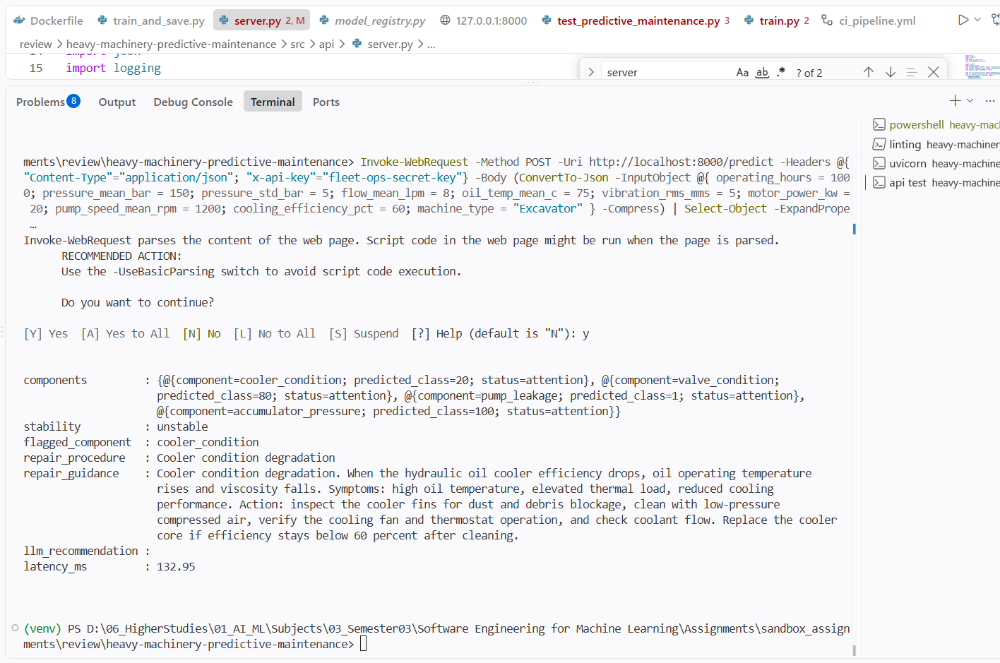 Dockerfile train_and_save.py server.py 2, M model_registry.py 127.0.0.1:8000 test_predictive_maintenance.py 3 train.py 2 ci_pipeline.yml
review > heavy-machinery-predictive-maintenance > src > api > server.py > ...
import json
15 import logging
server Aa ab .* ? of 2
Problems 8 Output Debug Console Terminal Ports
powershell heavy-mac
linting heavy-machinery
uvicorn heavy-machine
api test heavy-machine
ments\review\heavy-machinery-predictive-maintenance> Invoke-WebRequest -Method POST -Uri http://localhost:8000/predict -Headers @{
"Content-Type"="application/json"; "x-api-key"="fleet-ops-secret-key"} -Body (ConvertTo-Json -InputObject @{ operating_hours = 100
0; pressure_mean_bar = 150; pressure_std_bar = 5; flow_mean_lpm = 8; oil_temp_mean_c = 75; vibration_rms_mms = 5; motor_power_kw =
20; pump_speed_mean_rpm = 1200; cooling_efficiency_pct = 60; machine_type = "Excavator" } -Compress) | Select-Object -ExpandPrope
…
Invoke-WebRequest parses the content of the web page. Script code in the web page might be run when the page is parsed.
RECOMMENDED ACTION:
Use the -UseBasicParsing switch to avoid script code execution.
Do you want to continue?
[Y] Yes [A] Yes to All [N] No [L] No to All [S] Suspend [?] Help (default is "N"): y
components : {@{component=cooler_condition; predicted_class=20; status=attention}, @{component=valve_condition;
predicted_class=80; status=attention}, @{component=pump_leakage; predicted_class=1; status=attention},
@{component=accumulator_pressure; predicted_class=100; status=attention}}
stability : unstable
flagged_component : cooler_condition
repair_procedure : Cooler condition degradation
repair_guidance : Cooler condition degradation. When the hydraulic oil cooler efficiency drops, oil operating temperature
rises and viscosity falls. Symptoms: high oil temperature, elevated thermal load, reduced cooling
performance. Action: inspect the cooler fins for dust and debris blockage, clean with low-pressure
compressed air, verify the cooling fan and thermostat operation, and check coolant flow. Replace the cooler
core if efficiency stays below 60 percent after cleaning.
llm_recommendation :
latency_ms : 132.95
(venv) PS D:\06_HigherStudies\01_AI_ML\Subjects\03_Semester03\Software Engineering for Machine Learning\Assignments\sandbox_assign
ments\review\heavy-machinery-predictive-maintenance>